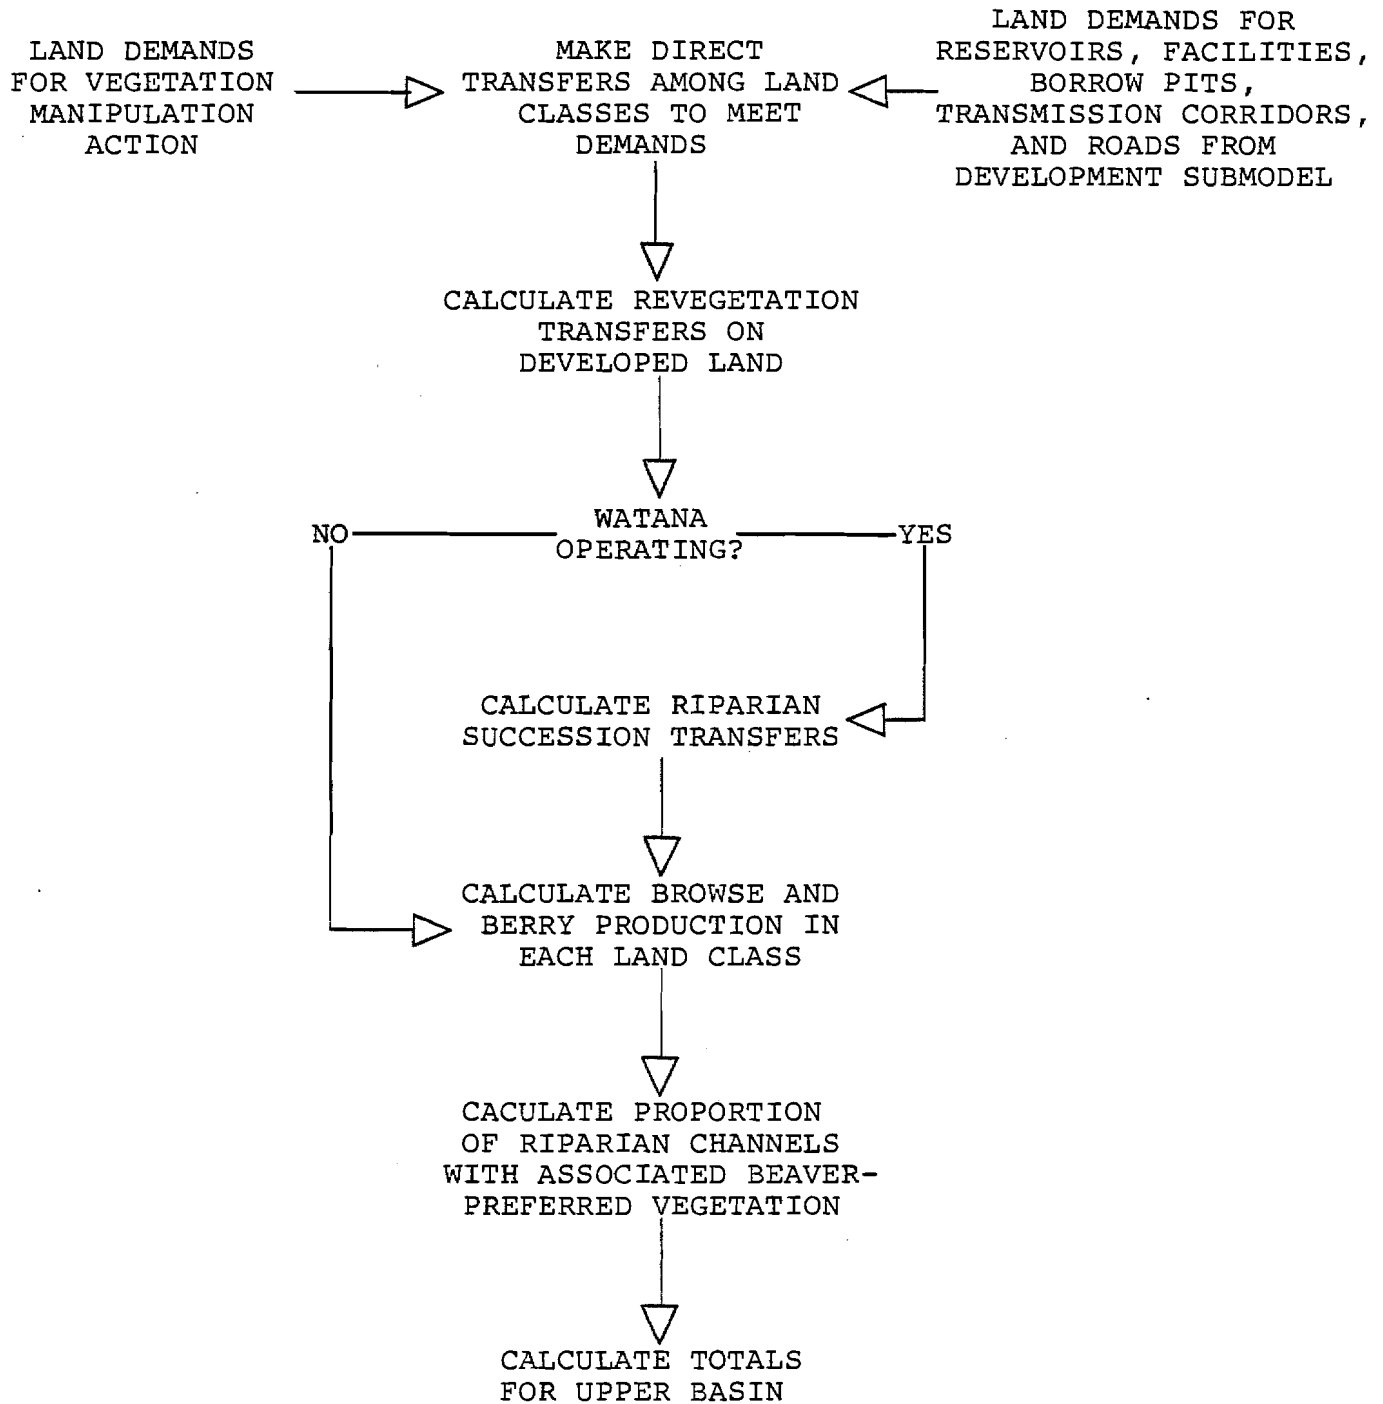 LAND DEMANDS
FOR VEGETATION
MANIPULATION
ACTION
MAKE DIRECT
TRANSFERS AMONG LAND
CLASSES TO MEET
DEMANDS
LAND DEMANDS FOR
RESERVOIRS, FACILITIES,
BORROW PITS,
TRANSMISSION CORRIDORS,
AND ROADS FROM
DEVELOPMENT SUBMODEL
CALCULATE REVEGETATION
TRANSFERS ON
DEVELOPED LAND
NO
WATANA
OPERATING?
YES
CALCULATE RIPARIAN
SUCCESSION TRANSFERS
CALCULATE BROWSE AND
BERRY PRODUCTION IN
EACH LAND CLASS
CACULATE PROPORTION
OF RIPARIAN CHANNELS
WITH ASSOCIATED BEAVER-
PREFERRED VEGETATION
CALCULATE TOTALS
FOR UPPER BASIN